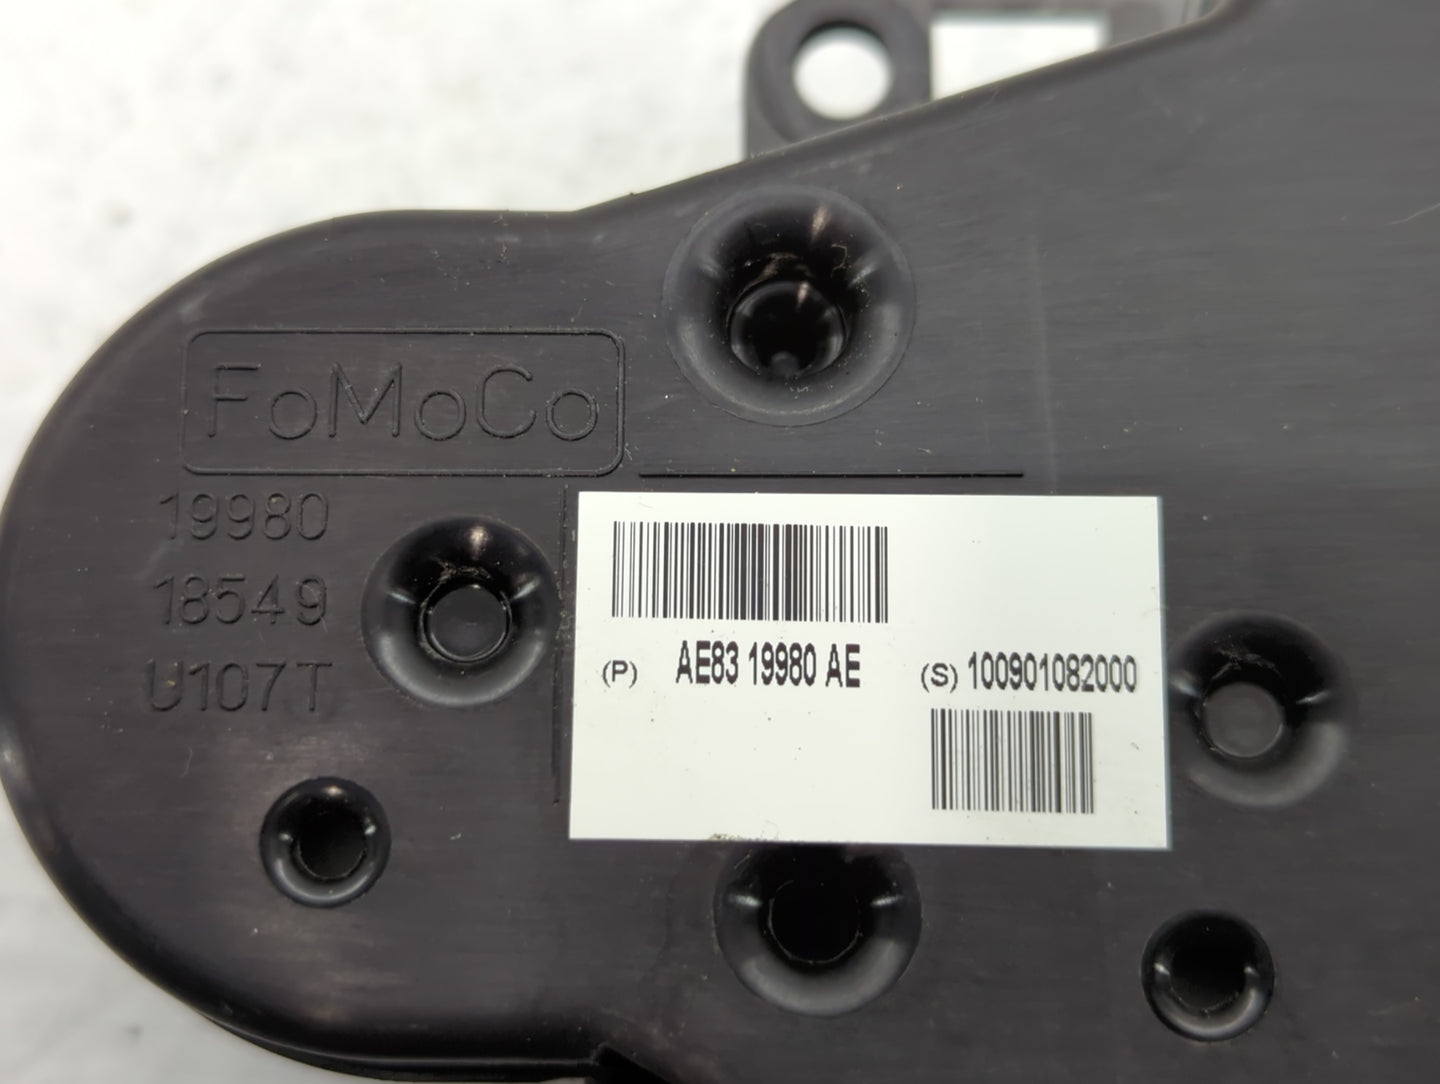 FoMoCo
19980
18549
U107T
(P) AE83 19980 AE
(S) 100901082000